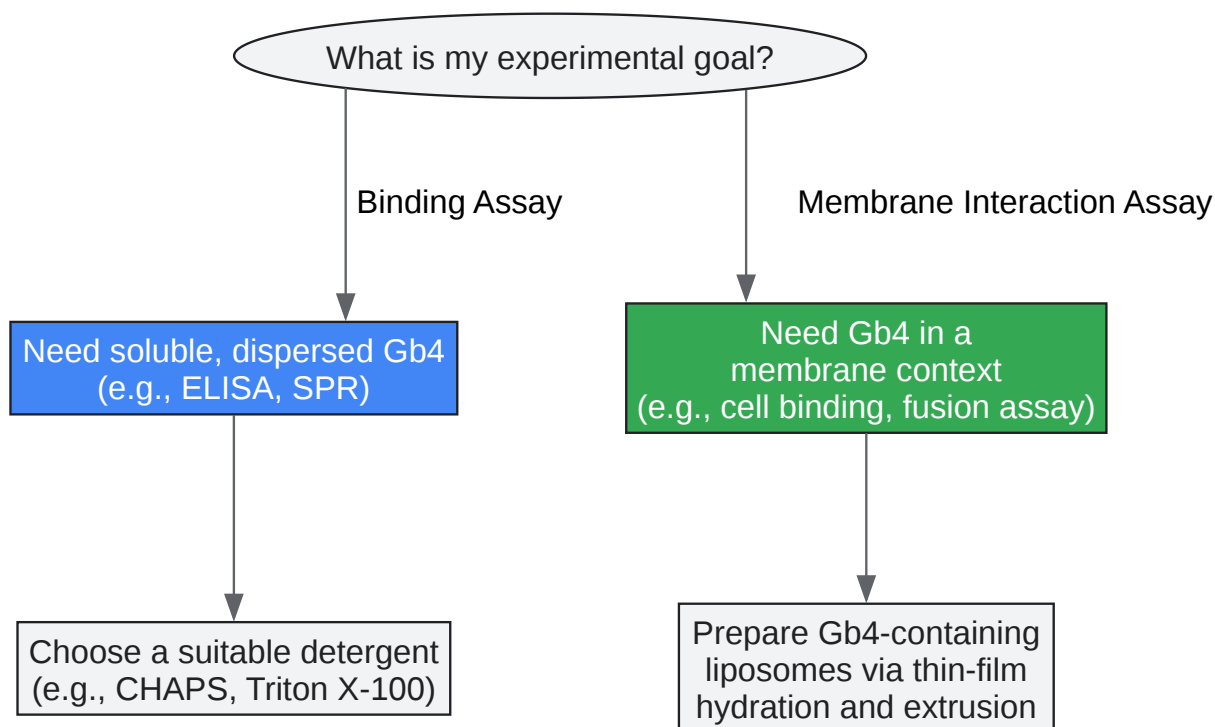 What is my experimental goal?
Binding Assay
Membrane Interaction Assay
Need soluble, dispersed Gb4
(e.g., ELISA, SPR)
Need Gb4 in a
membrane context
(e.g., cell binding, fusion assay)
Choose a suitable detergent
(e.g., CHAPS, Triton X-100)
Prepare Gb4-containing
liposomes via thin-film
hydration and extrusion